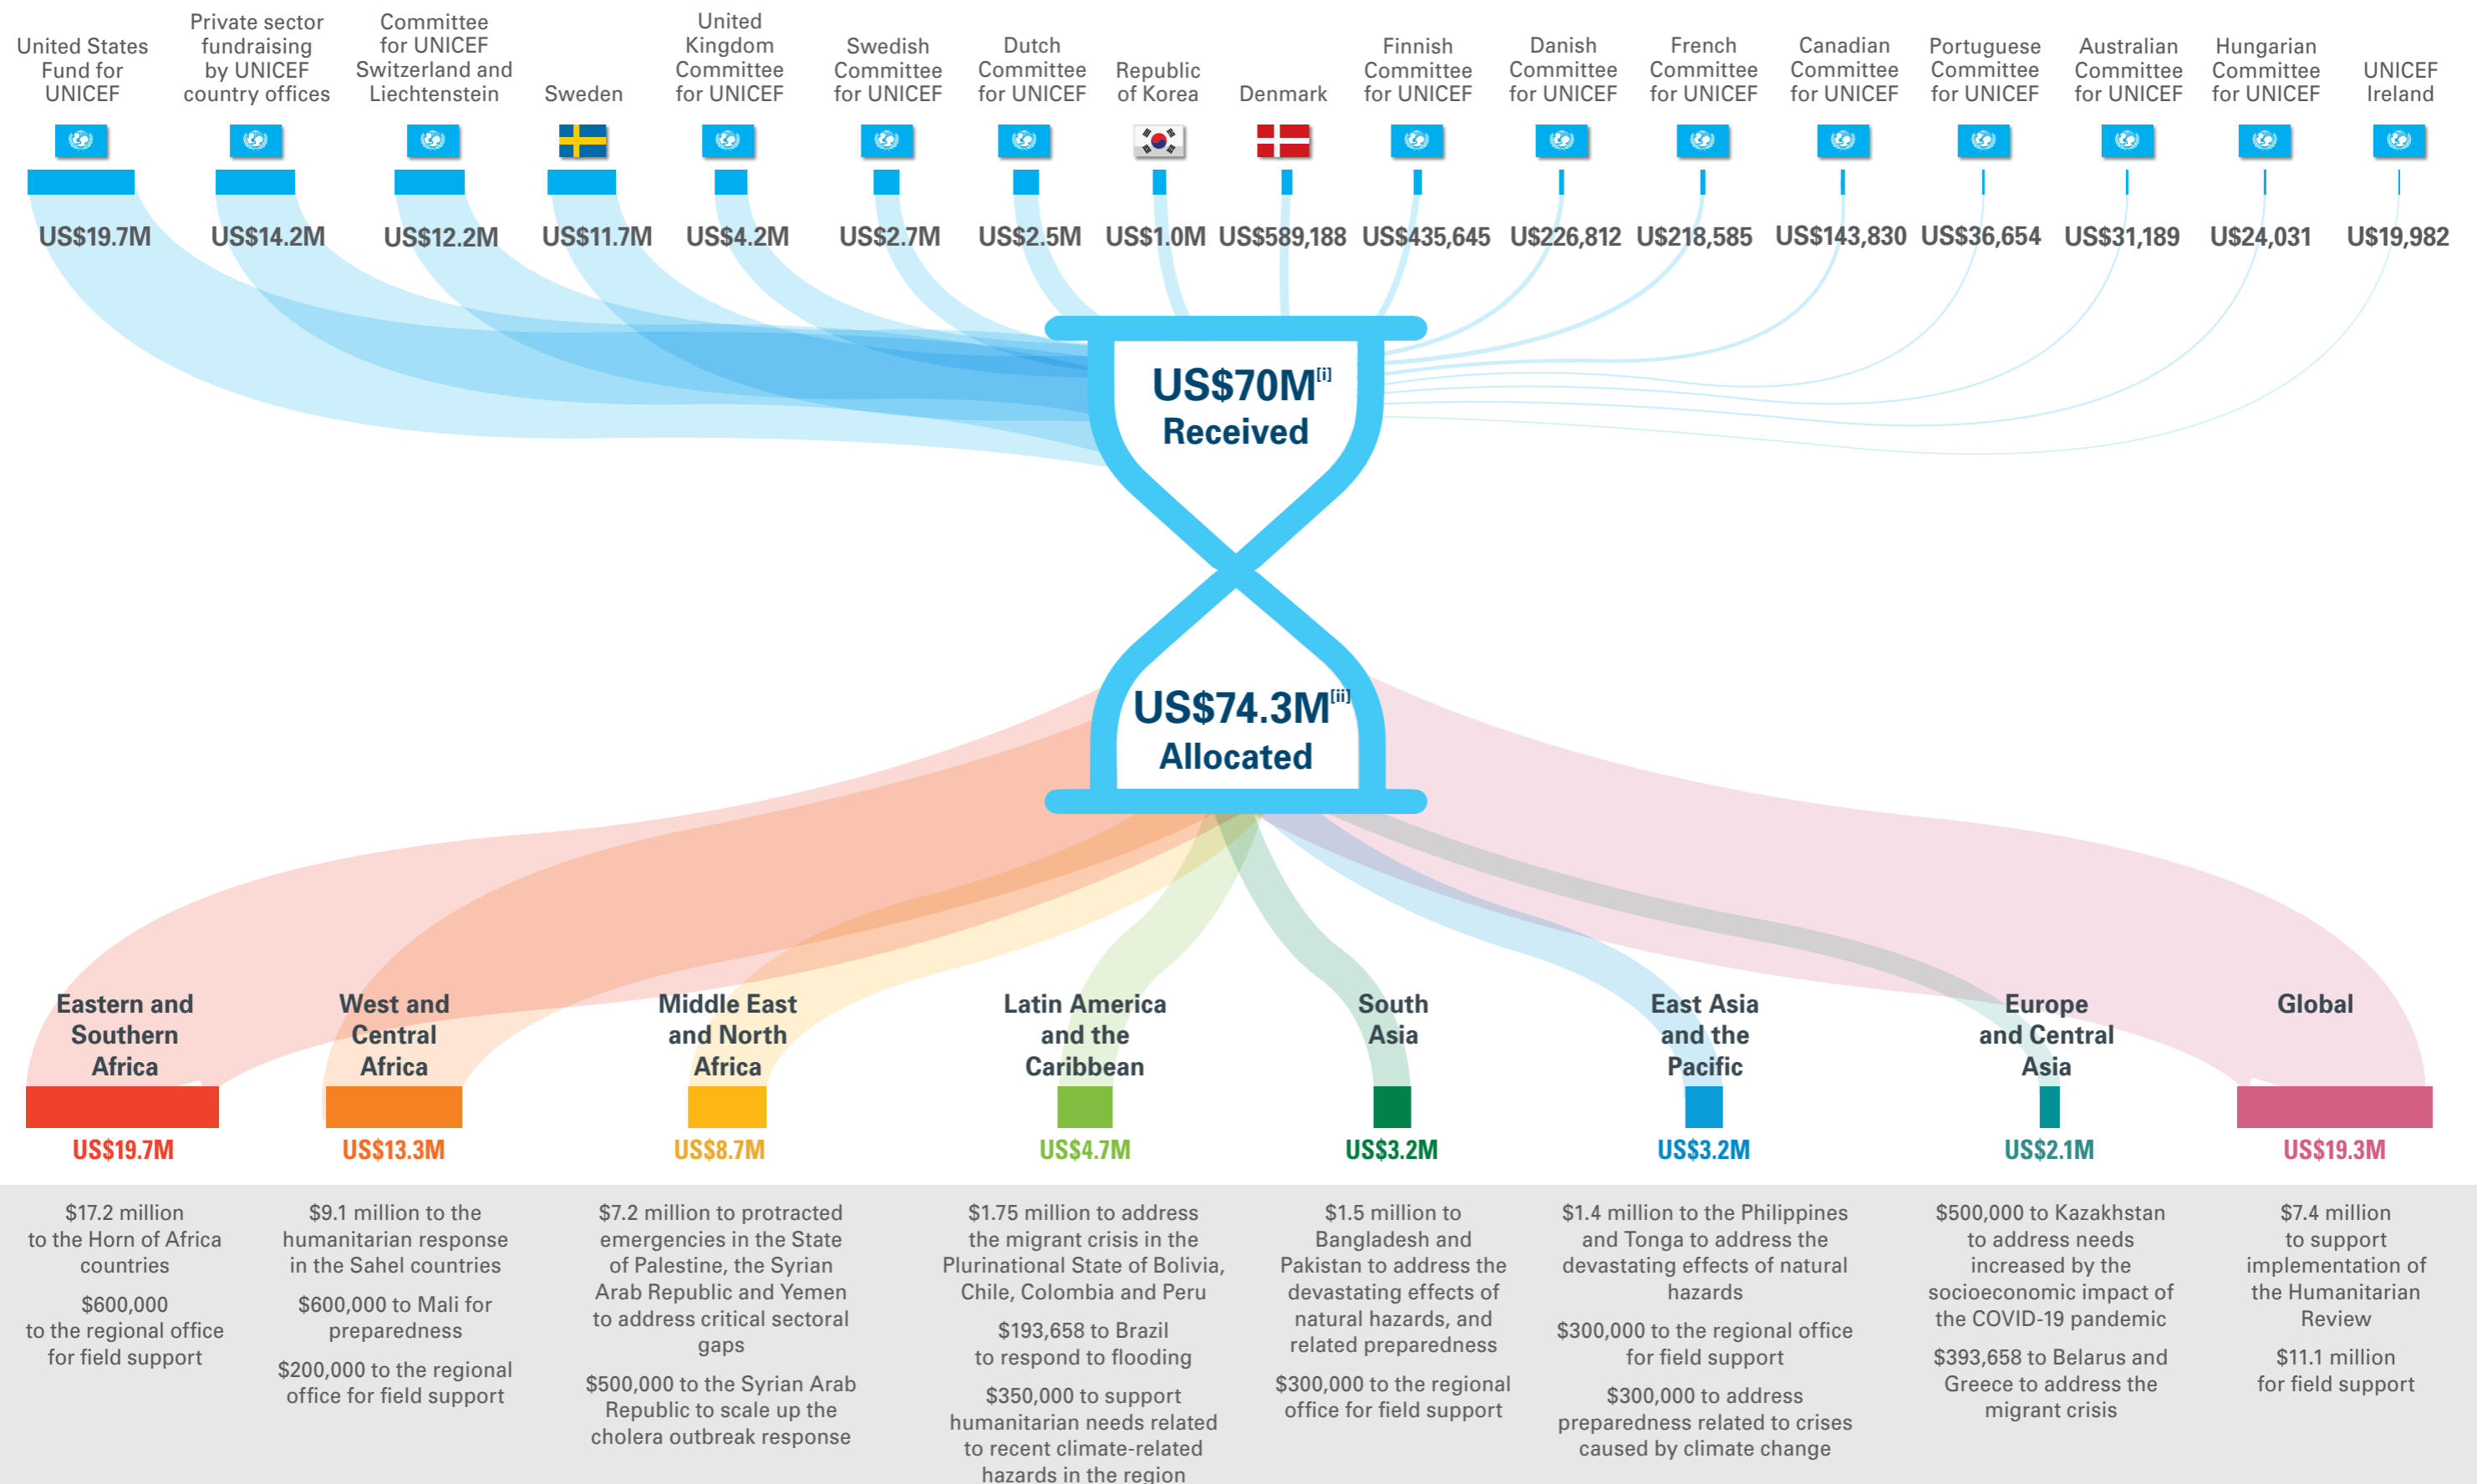 United States
Fund for
UNICEF
US$19.7M
Private sector
fundraising
by UNICEF
country offices
US$14.2M
Committee
for UNICEF
Switzerland and
Liechtenstein
US$12.2M
Sweden
US$11.7M
United
Kingdom
Committee
for UNICEF
US$4.2M
Swedish
Committee
for UNICEF
US$2.7M
Dutch
Committee
for UNICEF
US$2.5M
Republic
of Korea
US$1.0M
Denmark
US$589,188
Finnish
Committee
for UNICEF
US$435,645
Danish
Committee
for UNICEF
U$226,812
French
Committee
for UNICEF
U$218,585
Canadian
Committee
for UNICEF
US$143,830
Portuguese
Committee
for UNICEF
US$36,654
Australian
Committee
for UNICEF
US$31,189
Hungarian
Committee
for UNICEF
U$24,031
UNICEF
Ireland
U$19,982
US$70M[i]
Received
US$74.3M[ii]
Allocated
Eastern and
Southern
Africa
US$19.7M
$17.2 million
to the Horn of Africa
countries
$600,000
to the regional office
for field support
West and
Central
Africa
US$13.3M
$9.1 million to the
humanitarian response
in the Sahel countries
$600,000 to Mali for
preparedness
$200,000 to the regional
office for field support
Middle East
and North
Africa
US$8.7M
$7.2 million to protracted
emergencies in the State
of Palestine, the Syrian
Arab Republic and Yemen
to address critical sectoral
gaps
$500,000 to the Syrian Arab
Republic to scale up the
cholera outbreak response
Latin America
and the
Caribbean
US$4.7M
$1.75 million to address
the migrant crisis in the
Plurinational State of Bolivia,
Chile, Colombia and Peru
$193,658 to Brazil
to respond to flooding
$350,000 to support
humanitarian needs related
to recent climate-related
hazards in the region
South
Asia
US$3.2M
$1.5 million to
Bangladesh and
Pakistan to address the
devastating effects of
natural hazards, and
related preparedness
$300,000 to the regional
office for field support
East Asia
and the
Pacific
US$3.2M
$1.4 million to the Philippines
and Tonga to address the
devastating effects of natural
hazards
$300,000 to the regional office
for field support
$300,000 to address
preparedness related to crises
caused by climate change
Europe
and Central
Asia
US$2.1M
$500,000 to Kazakhstan
to address needs
increased by the
socioeconomic impact of
the COVID-19 pandemic
$393,658 to Belarus and
Greece to address the
migrant crisis
Global
US$19.3M
$7.4 million
to support
implementation of
the Humanitarian
Review
$11.1 million
for field support